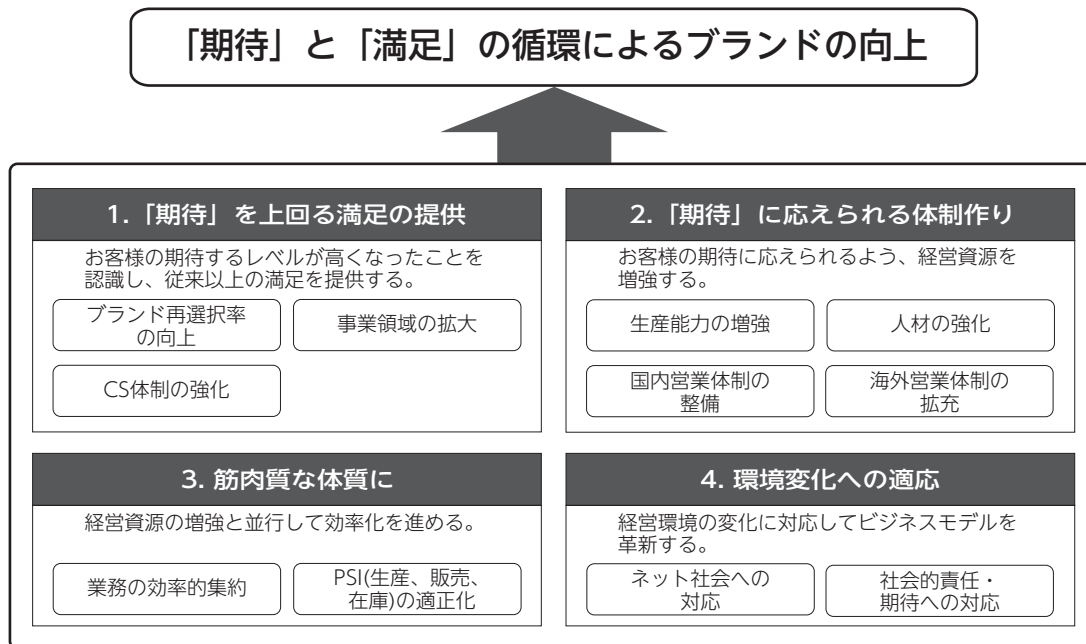 「期待」と「満足」の循環によるブランドの向上
1.「期待」を上回る満足の提供
お客様の期待するレベルが高くなったことを
認識し、従来以上の満足を提供する。
ブランド再選択率
の向上
事業領域の拡大
CS体制の強化
2.「期待」に応えられる体制作り
お客様の期待に応えられるよう、経営資源を
増強する。
生産能力の増強
人材の強化
国内営業体制の
整備
海外営業体制の
拡充
3. 筋肉質な体質に
経営資源の増強と並行して効率化を進める。
業務の効率的集約
PSI(生産、販売、
在庫)の適正化
4. 環境変化への適応
経営環境の変化に対応してビジネスモデルを
革新する。
ネット社会への
対応
社会的責任・
期待への対応